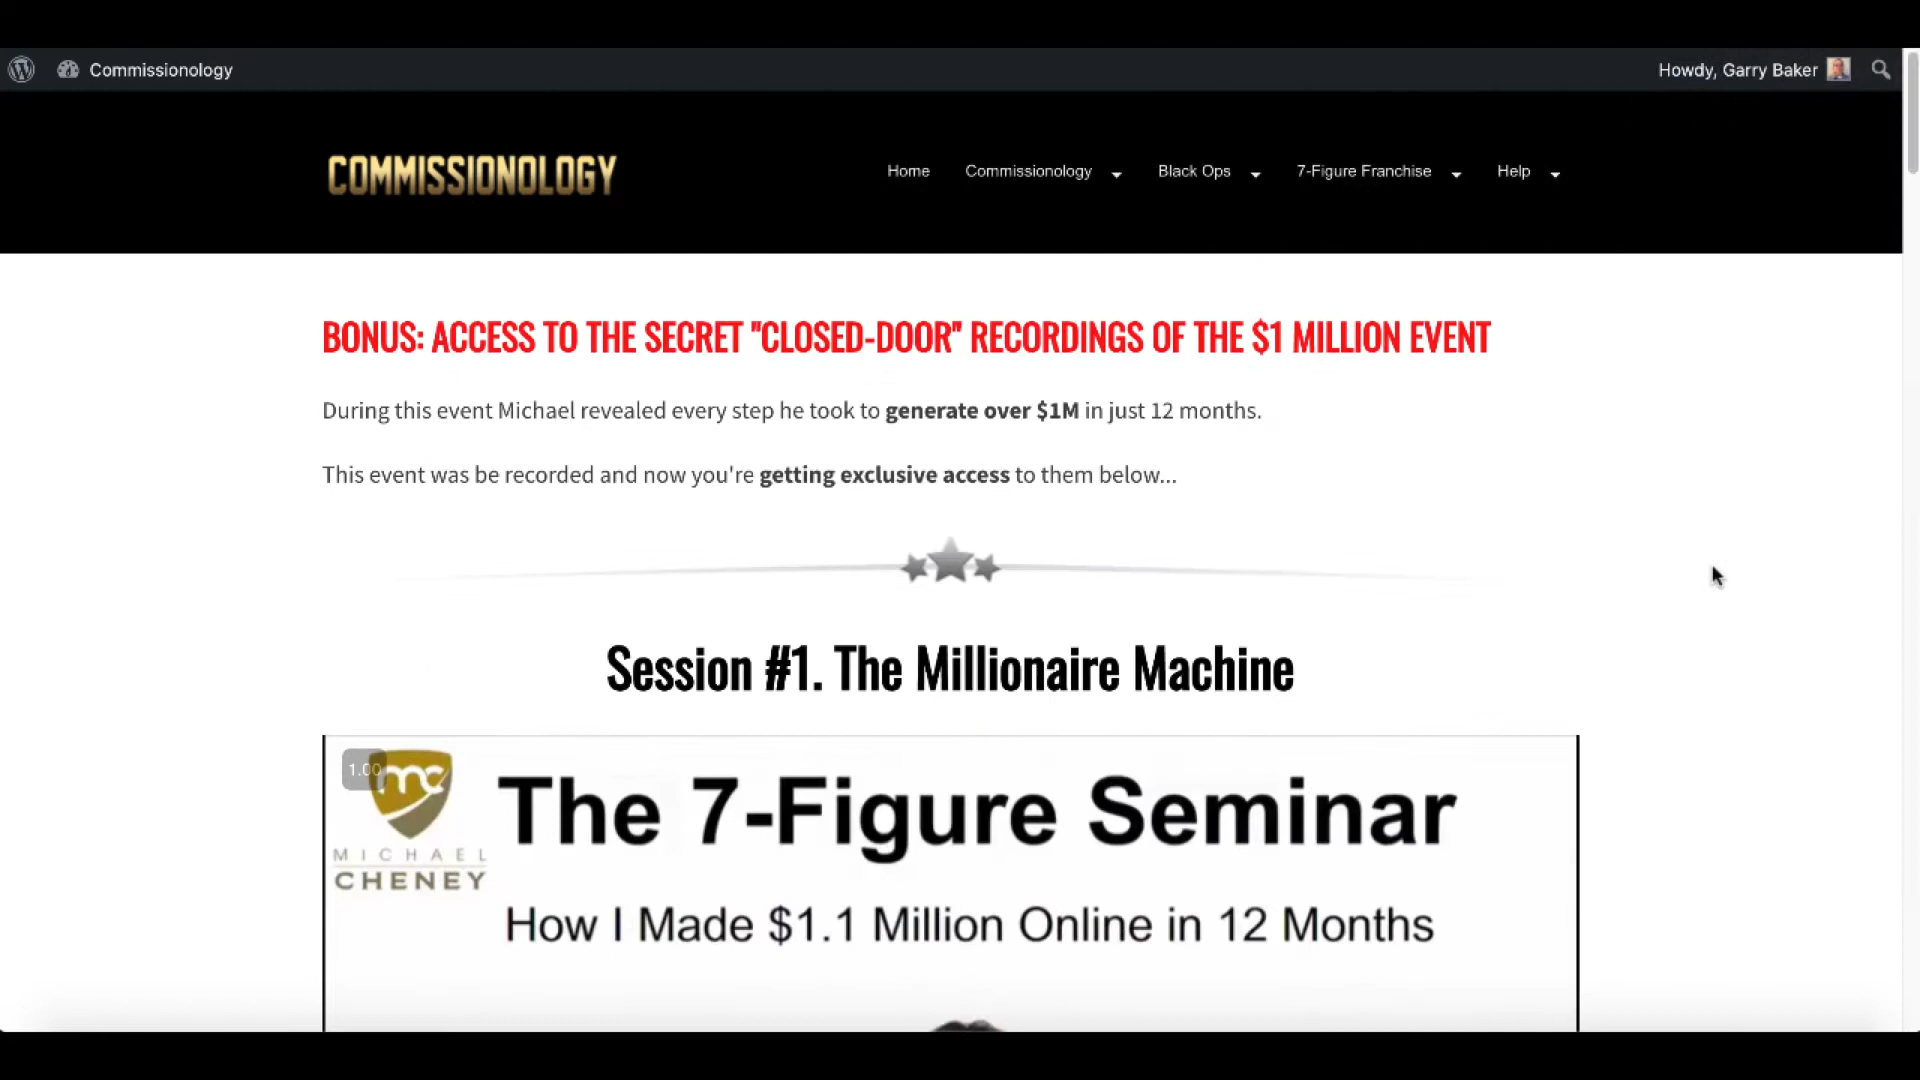 Commissionology
Howdy, Garry Baker
COMMISSIONOLOGY
Home Commissionology Black Ops 7-Figure Franchise Help
BONUS: ACCESS TO THE SECRET "CLOSED-DOOR" RECORDINGS OF THE $1 MILLION EVENT
During this event Michael revealed every step he took to generate over $1M in just 12 months.
This event was be recorded and now you're getting exclusive access to them below...
Session #1. The Millionaire Machine
1.00
mc
MICHAEL
CHENEY
The 7-Figure Seminar
How I Made $1.1 Million Online in 12 Months